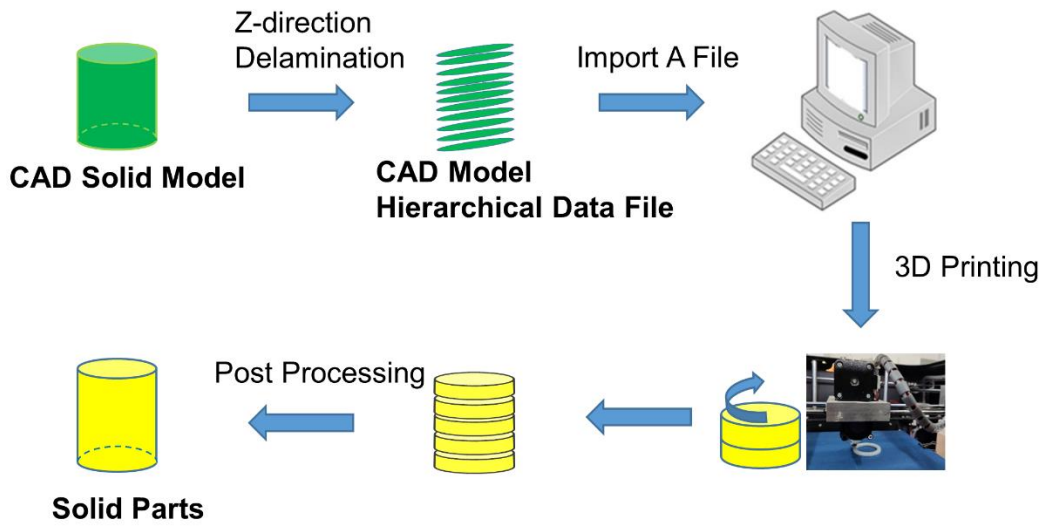 Z-direction
Delamination
Import A File
CAD Solid Model
CAD Model
Hierarchical Data File
3D Printing
Post Processing
Solid Parts